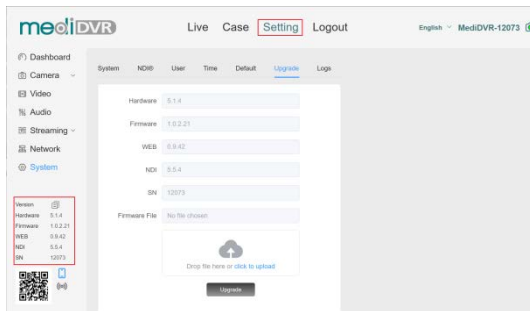 mediDVR
Live Case Setting Logout
English MediDVR-12073
Dashboard
Camera
Video
Audio
Streaming
Network
System
System NDI® User Time Default Upgrade Logs
Hardware 5.1.4
Firmware 1.0.2.21
WEB 0.9.42
NDI 5.5.4
SN 12073
Firmware File No file chosen
Drop file here or click to upload
Upgrade
Version
Hardware 5.1.4
Firmware 1.0.2.21
WEB 0.9.42
NDI 5.5.4
SN 12073